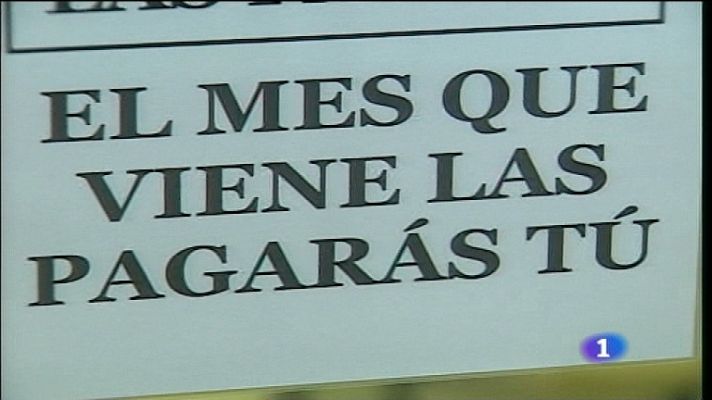 EL MES QUE
VIENE LAS
PAGARÁS TÚ
1